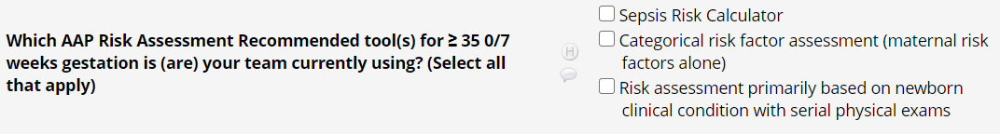 Which AAP Risk Assessment Recommended tool(s) for ≥ 35 0/7
weeks gestation is (are) your team currently using? (Select all
that apply)
H
Sepsis Risk Calculator
Categorical risk factor assessment (maternal risk
factors alone)
Risk assessment primarily based on newborn
clinical condition with serial physical exams